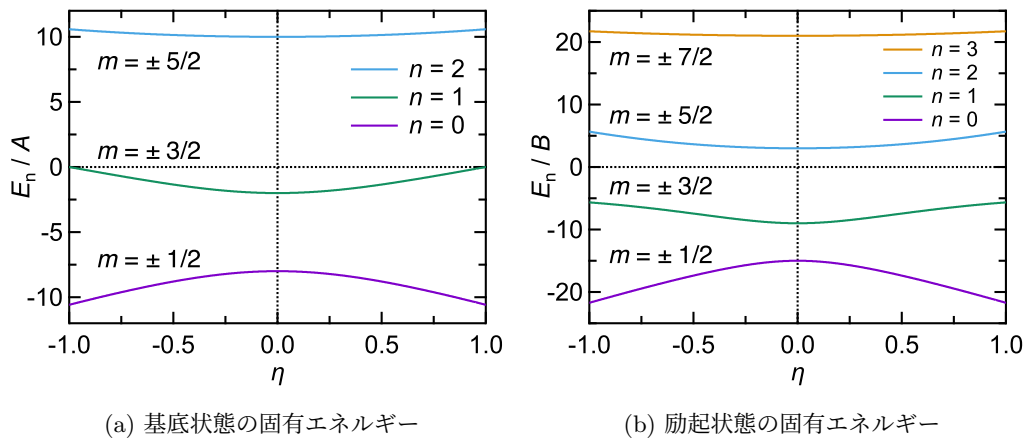 10
5
0
-5
-10
E_n / A
m = ± 5/2
m = ± 3/2
m = ± 1/2
n = 2
n = 1
n = 0
-1.0 -0.5 0.0 0.5 1.0
η
(a) 基底状態の固有エネルギー
20
10
0
-10
-20
E_n / B
m = ± 7/2
m = ± 5/2
m = ± 3/2
m = ± 1/2
n = 3
n = 2
n = 1
n = 0
-1.0 -0.5 0.0 0.5 1.0
η
(b) 励起状態の固有エネルギー